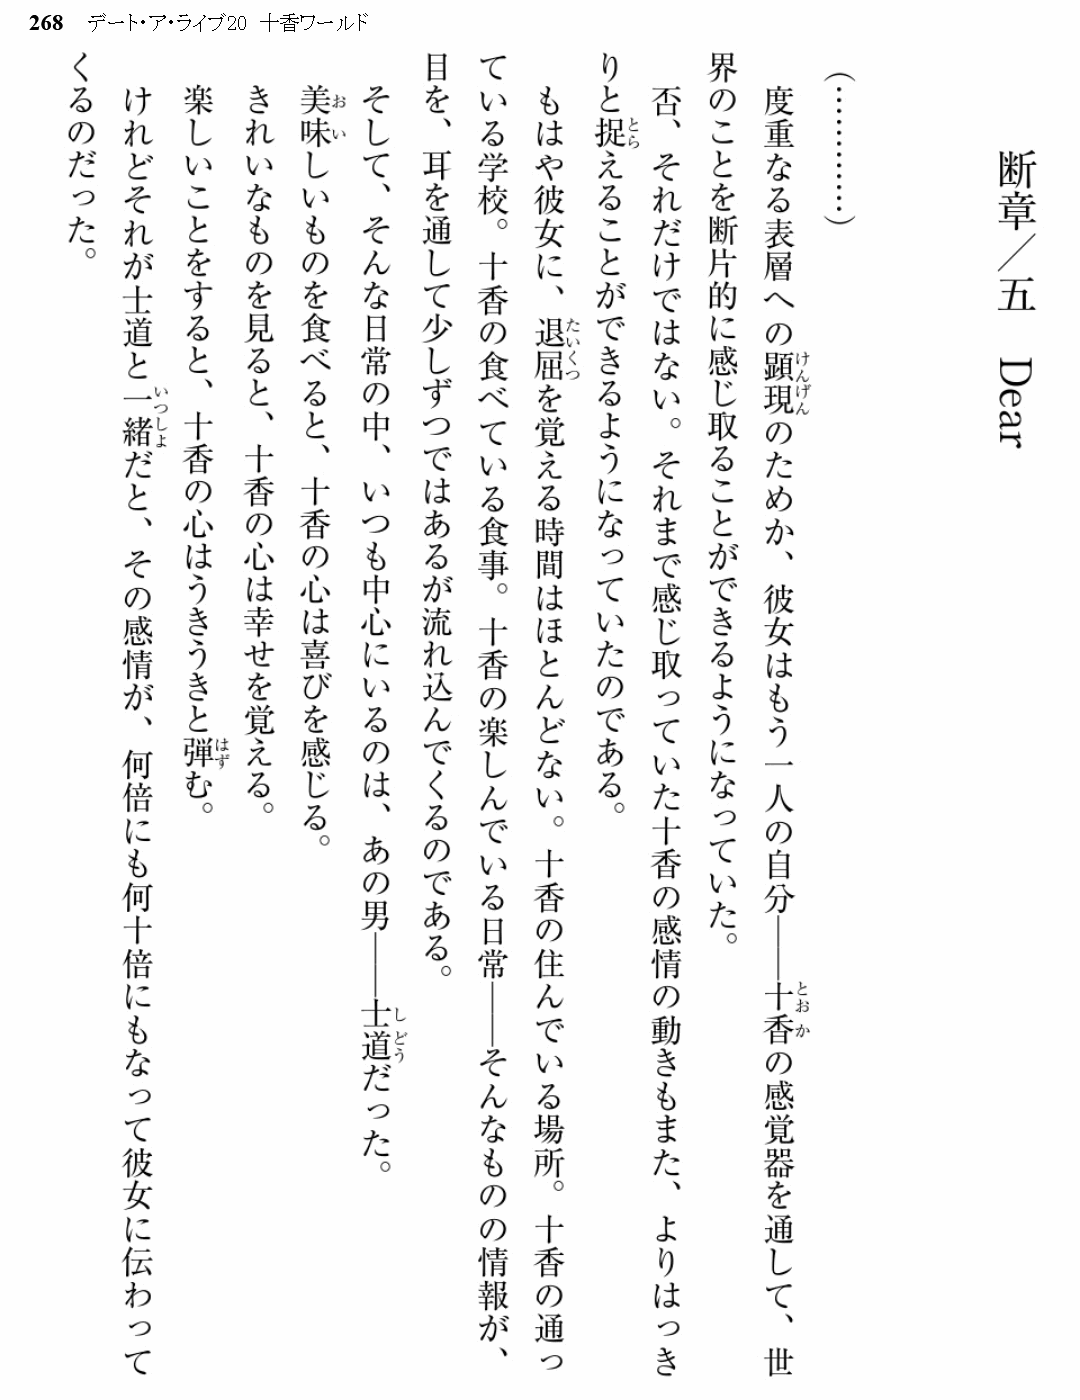 268 デート・ア・ライブ20 十香ワールド
断章／五 Dear
（…………）
度重なる表層への顕現のためか、彼女はもう一人の自分――十香の感覚器を通して、世
界のことを断片的に感じ取ることができるようになっていた。
否、それだけではない。それまで感じ取っていた十香の感情の動きもまた、よりはっき
りと捉えることができるようになっていたのである。
もはや彼女に、退屈を覚える時間はほとんどない。十香の住んでいる場所。十香の通っ
ている学校。十香の食べている食事。十香の楽しんでいる日常――そんなものの情報が、
目を、耳を通して少しずつではあるが流れ込んでくるのである。
そして、そんな日常の中、いつも中心にいるのは、あの男――士道だった。
美味しいものを食べると、十香の心は喜びを感じる。
きれいなものを見ると、十香の心は幸せを覚える。
楽しいことをすると、十香の心はうきうきと弾む。
けれどそれが士道と一緒だと、その感情が、何倍にも何十倍にもなって彼女に伝わって
くるのだった。